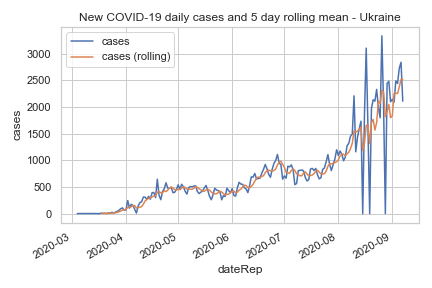 New COVID-19 daily cases and 5 day rolling mean - Ukraine
cases
cases (rolling)
3000
2500
2000
1500
1000
500
0
cases
2020-03
2020-04
2020-05
2020-06
2020-07
2020-08
2020-09
dateRep